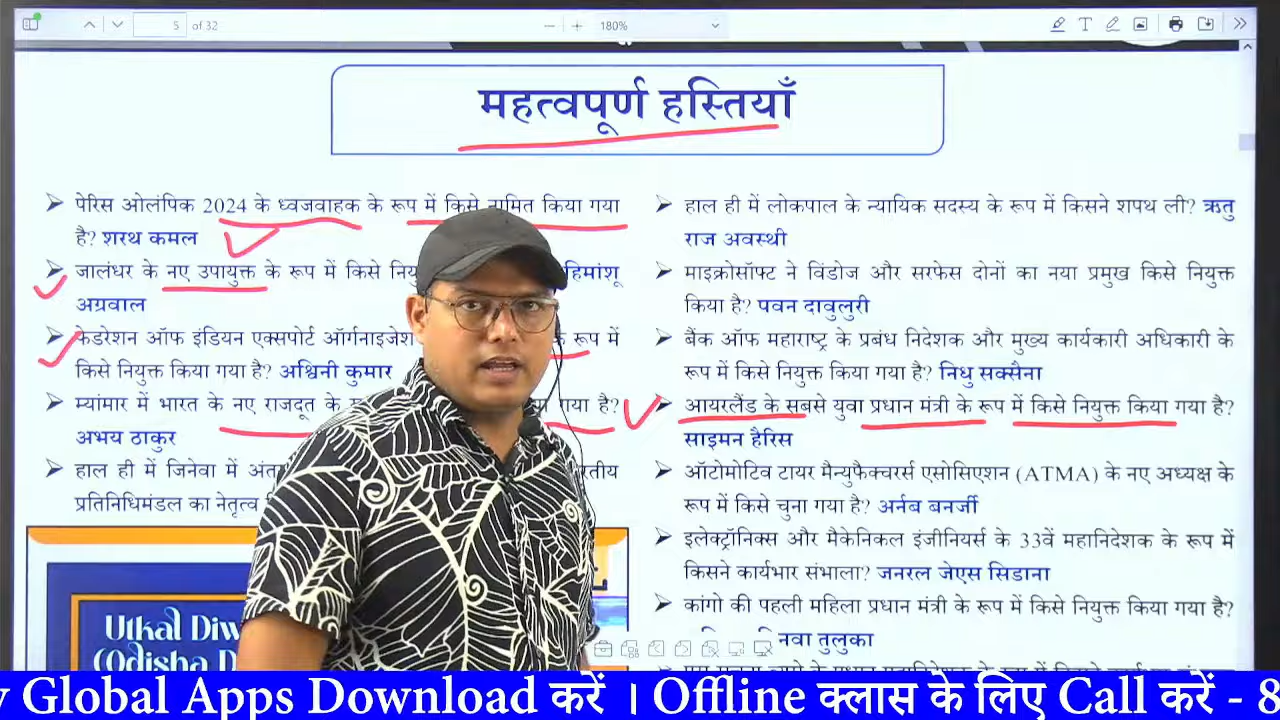 5 of 32
180%
महत्वपूर्ण हस्तियाँ
पेरिस ओलंपिक 2024 के ध्वजवाहक के रूप में किसे नामित किया गया
है? शरथ कमल
जालंधर के नए उपायुक्त के रूप में किसे हिमांशू
अग्रवाल
फेडरेशन ऑफ इंडियन एक्सपोर्ट के रूप में
किसे नियुक्त किया गया है? अश्विनी कुमार
म्यांमार में भारत के नए राजदूत के गया है?
अभय ठाकुर
हाल ही में जिनेवा में
प्रतिनिधिमंडल का नेतृत्व
Utkal
(Odisha
हाल ही में लोकपाल के न्यायिक सदस्य के रूप में किसने शपथ ली? ऋतु
राज अवस्थी
माइक्रोसॉफ्ट ने विंडोज और सरफेस दोनों का नया प्रमुख किसे नियुक्त
किया है? पवन दावुलुरी
बैंक ऑफ महाराष्ट्र के प्रबंध निदेशक और मुख्य कार्यकारी अधिकारी के
रूप में किसे नियुक्त किया गया है? निधु सक्सैना
आयरलैंड के सबसे युवा प्रधान मंत्री के रूप में किसे नियुक्त किया गया है?
साइमन हैरिस
ऑटोमोटिव टायर मैन्युफैक्चरर्स एसोसिएशन (ATMA) के नए अध्यक्ष के
रूप में किसे चुना गया है? अर्नब बनर्जी
इलेक्ट्रॉनिक्स और मैकेनिकल इंजीनियर्स के 33वें महानिदेशक के रूप में
किसने कार्यभार संभाला? जनरल जेएस सिडाना
कांगो की पहली महिला प्रधान मंत्री के रूप में किसे नियुक्त किया गया है?
तुलुका
Global Apps Download करें । Offline क्लास के लिए Call करें - 8